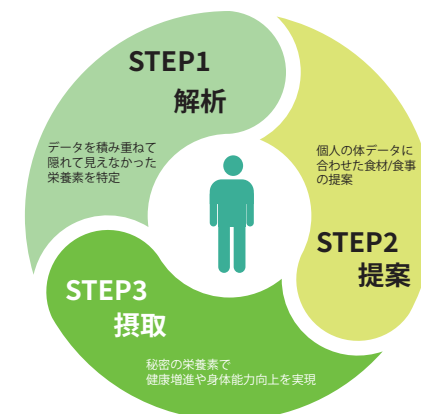 STEP1
解析
データを積み重ねて
隠れて見えなかった
栄養素を特定
個人の体データに
合わせた食材/食事
の提案
STEP2
提案
STEP3
摂取
秘密の栄養素で
健康増進や身体能力向上を実現